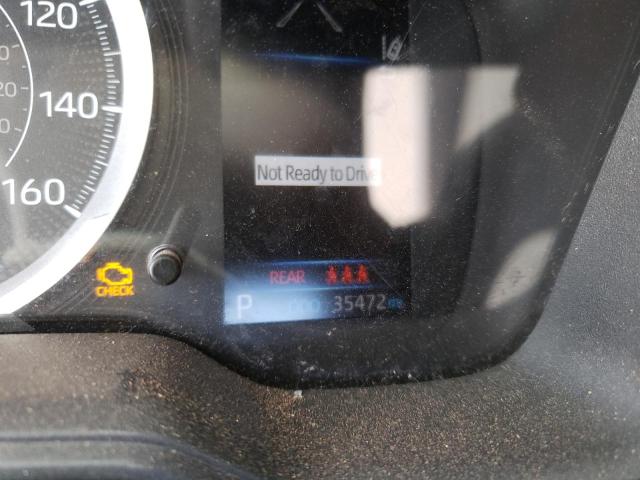 120
140
160
Not Ready to Drive
CHECK
REAR
P 35472